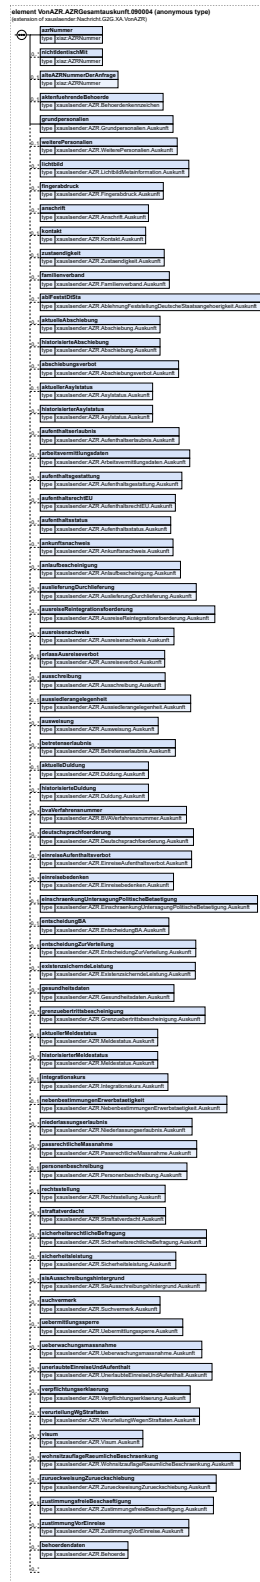 element VonAZR.AZRGesamtauskunft.090004 (anonymous type)
(extension of xauslaender:Nachricht.G2G.XA.VonAZR)
azrNummer
type xiaz:AZRNummer
nichtIdentischMit
type xiaz:AZRNummer
alleAZRNummerDerAnfrage
type xiaz:AZRNummer
aktenfuehrendeBehoerde
type xauslaender:AZR.Behoerdenkennzeichen
grundpersonalien
type xauslaender:AZR.Grundpersonalien.Auskunft
weiterePersonalien
type xauslaender:AZR.WeiterePersonalien.Auskunft
lichtbild
type xauslaender:AZR.LichtbildMetainformation.Auskunft
fingerabdruck
type xauslaender:AZR.Fingerabdruck.Auskunft
anschrift
type xauslaender:AZR.Anschrift.Auskunft
kontakt
type xauslaender:AZR.Kontakt.Auskunft
zustaendigkeit
type xauslaender:AZR.Zustaendigkeit.Auskunft
familienverband
type xauslaender:AZR.Familienverband.Auskunft
ablFestetDtSta
type xauslaender:AZR.AblehnungFeststellungDeutscheStaatsangehoerigkeit.Auskunft
aktuelleAbschiebung
type xauslaender:AZR.Abschiebung.Auskunft
historisierteAbschiebung
type xauslaender:AZR.Abschiebung.Auskunft
abschiebungsverbot
type xauslaender:AZR.Abschiebungsverbot.Auskunft
aktuellerAsylstatus
type xauslaender:AZR.Asylstatus.Auskunft
historisierterAsylstatus
type xauslaender:AZR.Asylstatus.Auskunft
aufenthaltserlaubnis
type xauslaender:AZR.Aufenthaltserlaubnis.Auskunft
arbeitsvermittlungsdaten
type xauslaender:AZR.Arbeitsvermittlungsdaten.Auskunft
aufenthaltsgestattung
type xauslaender:AZR.Aufenthaltsgestattung.Auskunft
aufenthaltsrechtEU
type xauslaender:AZR.AufenthaltsrechtEU.Auskunft
aufenthaltsstatus
type xauslaender:AZR.Aufenthaltsstatus.Auskunft
ankunftsnachweis
type xauslaender:AZR.Ankunftsnachweis.Auskunft
anlaufbescheinigung
type xauslaender:AZR.Anlaufbescheinigung.Auskunft
auslieferungDurchlieferung
type xauslaender:AZR.AuslieferungDurchlieferung.Auskunft
ausreiseReintegrationsfoerderung
type xauslaender:AZR.AusreiseReintegrationsfoerderung.Auskunft
ausreisenachweis
type xauslaender:AZR.Ausreisenachweis.Auskunft
erlassAusreiseverbot
type xauslaender:AZR.Ausreiseverbot.Auskunft
ausschreibung
type xauslaender:AZR.Ausschreibung.Auskunft
aussiedlerangelegenheit
type xauslaender:AZR.Aussiedlerangelegenheit.Auskunft
ausweisung
type xauslaender:AZR.Ausweisung.Auskunft
betretenserlaubnis
type xauslaender:AZR.Betretenserlaubnis.Auskunft
aktuelleDuldung
type xauslaender:AZR.Duldung.Auskunft
historisierteDuldung
type xauslaender:AZR.Duldung.Auskunft
bvaVerfahrensnummer
type xauslaender:AZR.BVAVerfahrensnummer.Auskunft
deutschsprachfoerderung
type xauslaender:AZR.Deutschsprachfoerderung.Auskunft
einreiseAufenthaltsverbot
type xauslaender:AZR.EinreiseAufenthaltsverbot.Auskunft
einreisebedenken
type xauslaender:AZR.Einreisebedenken.Auskunft
einschraenkungUntersagungPolitischeBetaetigung
type xauslaender:AZR.EinschraenkungUntersagungPolitischeBetaetigung.Auskunft
entscheidungBA
type xauslaender:AZR.EntscheidungBA.Auskunft
entscheidungZurVerteilung
type xauslaender:AZR.EntscheidungZurVerteilung.Auskunft
existenzsicherndeLeistung
type xauslaender:AZR.ExistenzsicherndeLeistung.Auskunft
gesundheitsdaten
type xauslaender:AZR.Gesundheitsdaten.Auskunft
grenzuebertrittsbescheinigung
type xauslaender:AZR.Grenzuebertrittsbescheinigung.Auskunft
aktuellerMeldestatus
type xauslaender:AZR.Meldestatus.Auskunft
historisierterMeldestatus
type xauslaender:AZR.Meldestatus.Auskunft
integrationskurs
type xauslaender:AZR.Integrationskurs.Auskunft
nebenbestimmungenErwerbstaetigkeit
type xauslaender:AZR.NebenbestimmungenErwerbstaetigkeit.Auskunft
niederlassungserlaubnis
type xauslaender:AZR.Niederlassungserlaubnis.Auskunft
passrechtlicheMassnahme
type xauslaender:AZR.PassrechtlicheMassnahme.Auskunft
personenbeschreibung
type xauslaender:AZR.Personenbeschreibung.Auskunft
rechtsstellung
type xauslaender:AZR.Rechtsstellung.Auskunft
straftatverdacht
type xauslaender:AZR.Straftatverdacht.Auskunft
sicherheitsrechtlicheBefragung
type xauslaender:AZR.SicherheitsrechtlicheBefragung.Auskunft
sicherheitsleistung
type xauslaender:AZR.Sicherheitsleistung.Auskunft
sisAusschreibungshintergrund
type xauslaender:AZR.SisAusschreibungshintergrund.Auskunft
suchvermerk
type xauslaender:AZR.Suchvermerk.Auskunft
uebermittlungssperre
type xauslaender:AZR.Uebermittlungssperre.Auskunft
ueberwachungsmassnahme
type xauslaender:AZR.Ueberwachungsmassnahme.Auskunft
unerlaubteEinreiseUndAufenthalt
type xauslaender:AZR.UnerlaubteEinreiseUndAufenthalt.Auskunft
verpflichtungserklaerung
type xauslaender:AZR.Verpflichtungserklaerung.Auskunft
verurteilungWgStraftaten
type xauslaender:AZR.VerurteilungWegenStraftaten.Auskunft
visum
type xauslaender:AZR.Visum.Auskunft
wohnsitzauflageRaeumlicheBeschraenkung
type xauslaender:AZR.WohnsitzauflageRaeumlicheBeschraenkung.Auskunft
zurueckweisungZurueckschiebung
type xauslaender:AZR.ZurueckweisungZurueckschiebung.Auskunft
zustimmungsfreieBeschaeftigung
type xauslaender:AZR.ZustimmungsfreieBeschaeftigung.Auskunft
zustimmungVorEinreise
type xauslaender:AZR.ZustimmungVorEinreise.Auskunft
behoerdendaten
type xauslaender:AZR.Behoerde